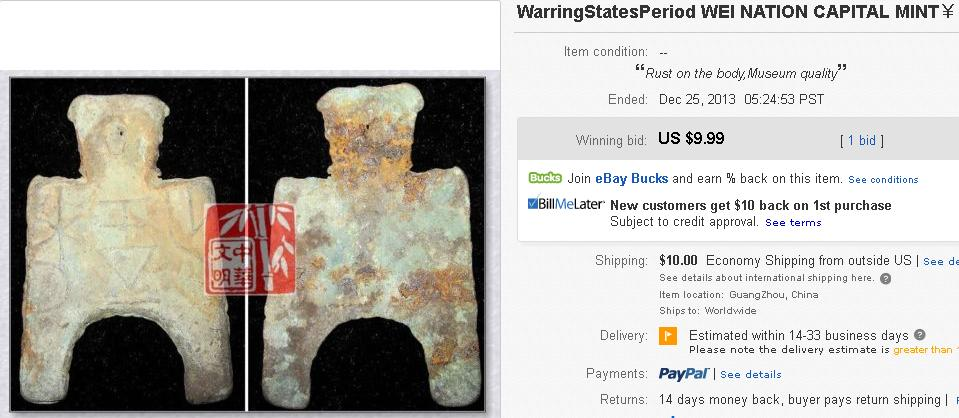 WarringStatesPeriod WEI NATION CAPITAL MINT¥
Item condition: --
“Rust on the body,Museum quality”
Ended: Dec 25, 2013 05:24:53 PST
Winning bid: US $9.99 [ 1 bid ]
Bucks Join eBay Bucks and earn % back on this item. See conditions
BillMeLater New customers get $10 back on 1st purchase
Subject to credit approval. See terms
Shipping: $10.00 Economy Shipping from outside US | See de
See details about international shipping here. ?
Item location: GuangZhou, China
Ships to: Worldwide
Delivery: Estimated within 14-33 business days ?
Please note the delivery estimate is greater than
Payments: PayPal | See details
Returns: 14 days money back, buyer pays return shipping |
中華
文明